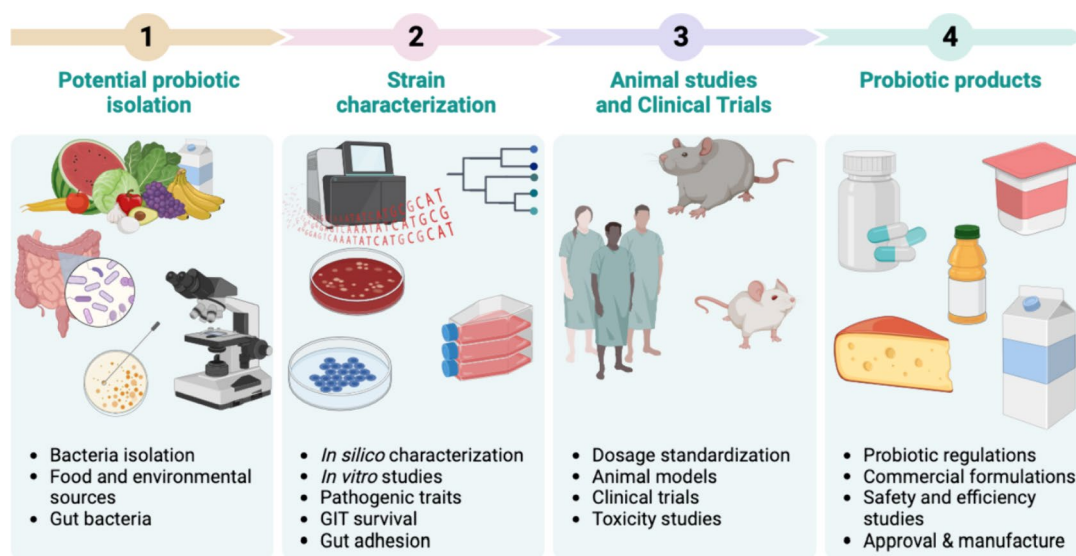 1
Potential probiotic
isolation
2
Strain
characterization
3
Animal studies
and Clinical Trials
4
Probiotic products
GCAT
ATCATGCGCAT
• Bacteria isolation
• Food and environmental
sources
• Gut bacteria
• In silico characterization
• In vitro studies
• Pathogenic traits
• GIT survival
• Gut adhesion
• Dosage standardization
• Animal models
• Clinical trials
• Toxicity studies
• Probiotic regulations
• Commercial formulations
• Safety and efficiency
studies
• Approval & manufacture